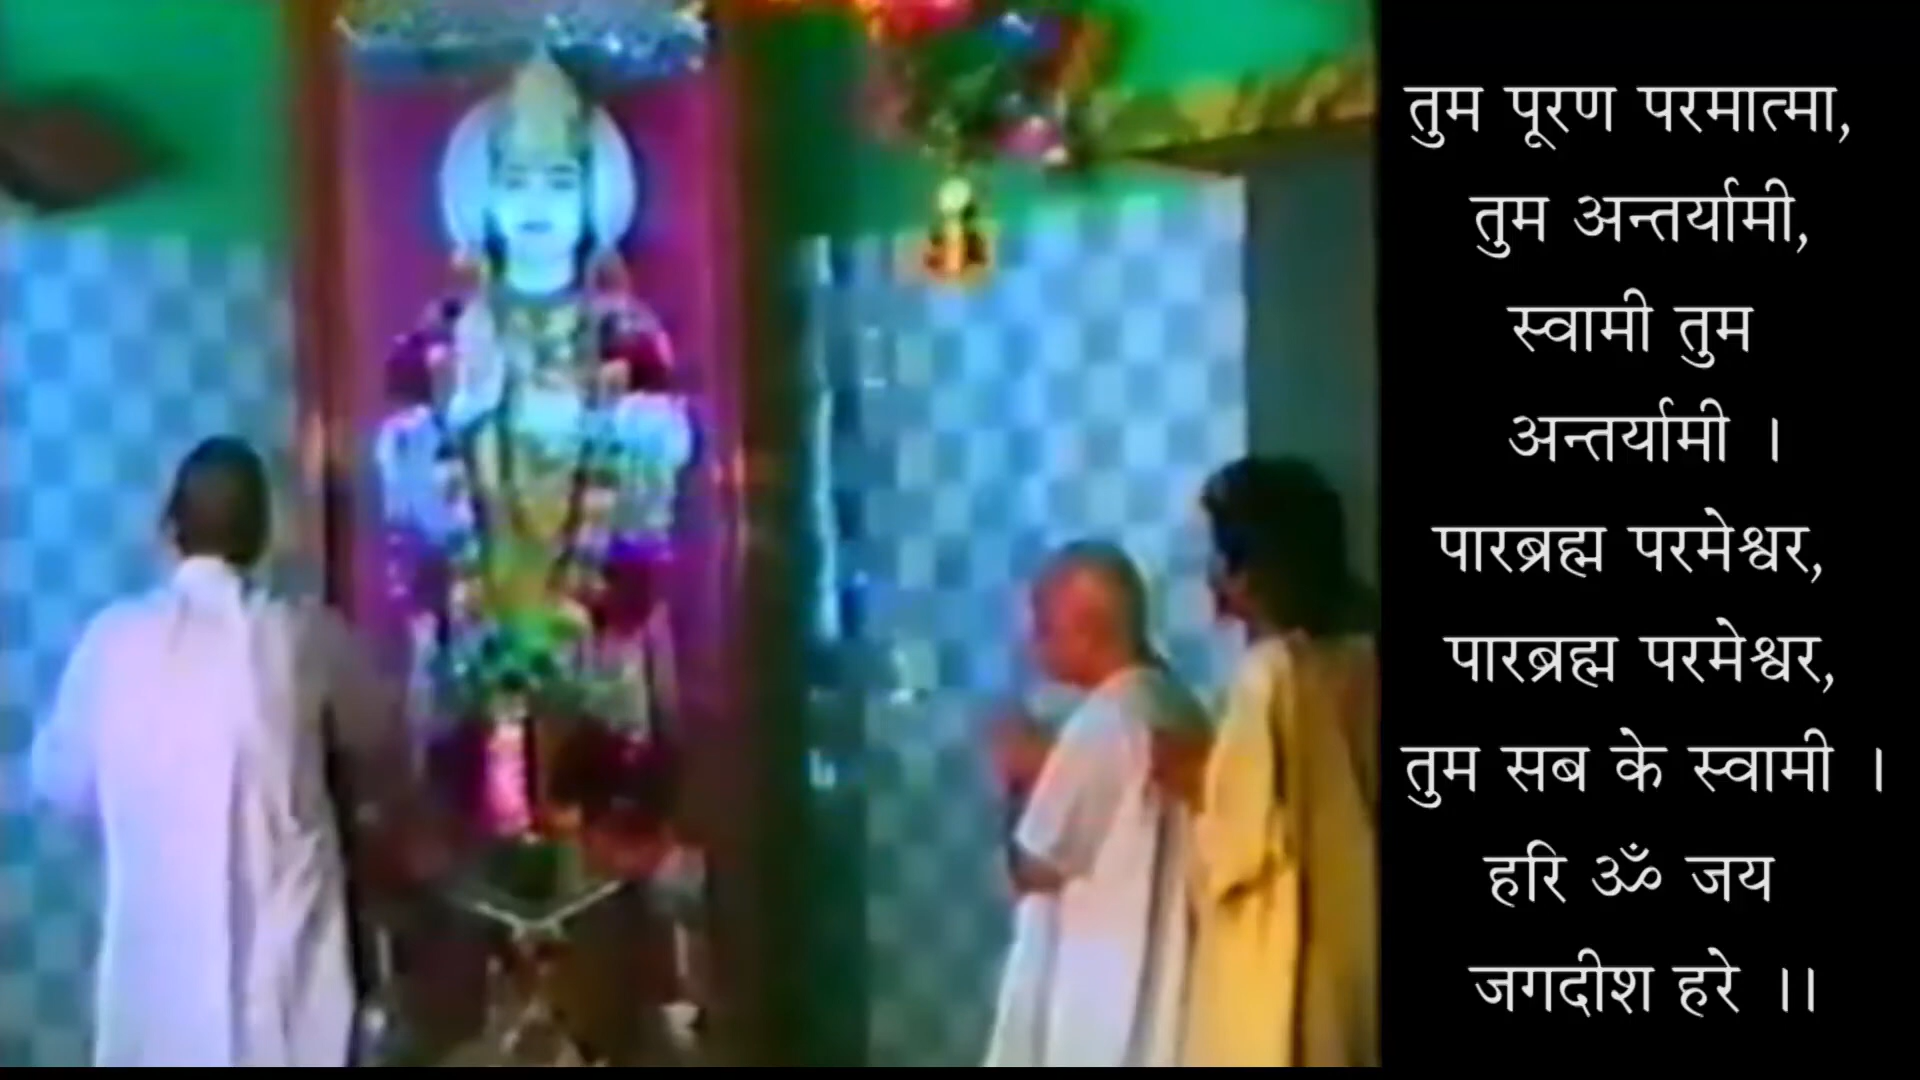 तुम पूरण परमात्मा,
तुम अन्तर्यामी,
स्वामी तुम
अन्तर्यामी ।
पारब्रह्म परमेश्वर,
पारब्रह्म परमेश्वर,
तुम सब के स्वामी ।
हरि ॐ जय
जगदीश हरे ।।